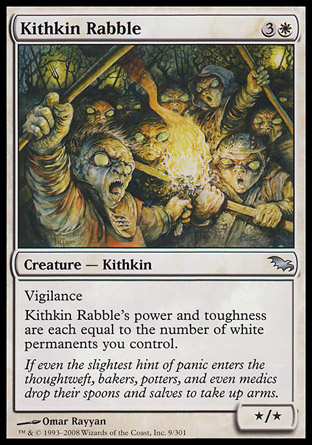 Kithkin Rabble 3
Creature — Kithkin
Vigilance
Kithkin Rabble's power and toughness
are each equal to the number of white
permanents you control.
If even the slightest hint of panic enters the
thoughtweft, bakers, potters, and even medics
drop their spoons and salves to take up arms.
★/★
Omar Rayyan
™ & © 1993–2008 Wizards of the Coast, Inc. 9/301